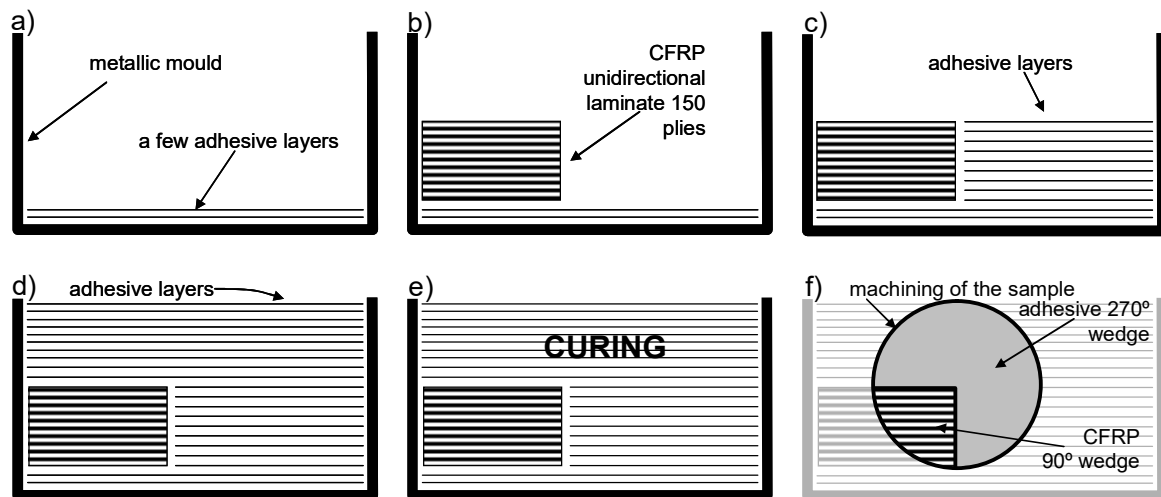 a)
metallic mould
a few adhesive layers
b)
CFRP
unidirectional
laminate 150
plies
c)
adhesive layers
d)
adhesive layers
e)
CURING
f)
machining of the sample
adhesive 270º
wedge
CFRP
90º wedge